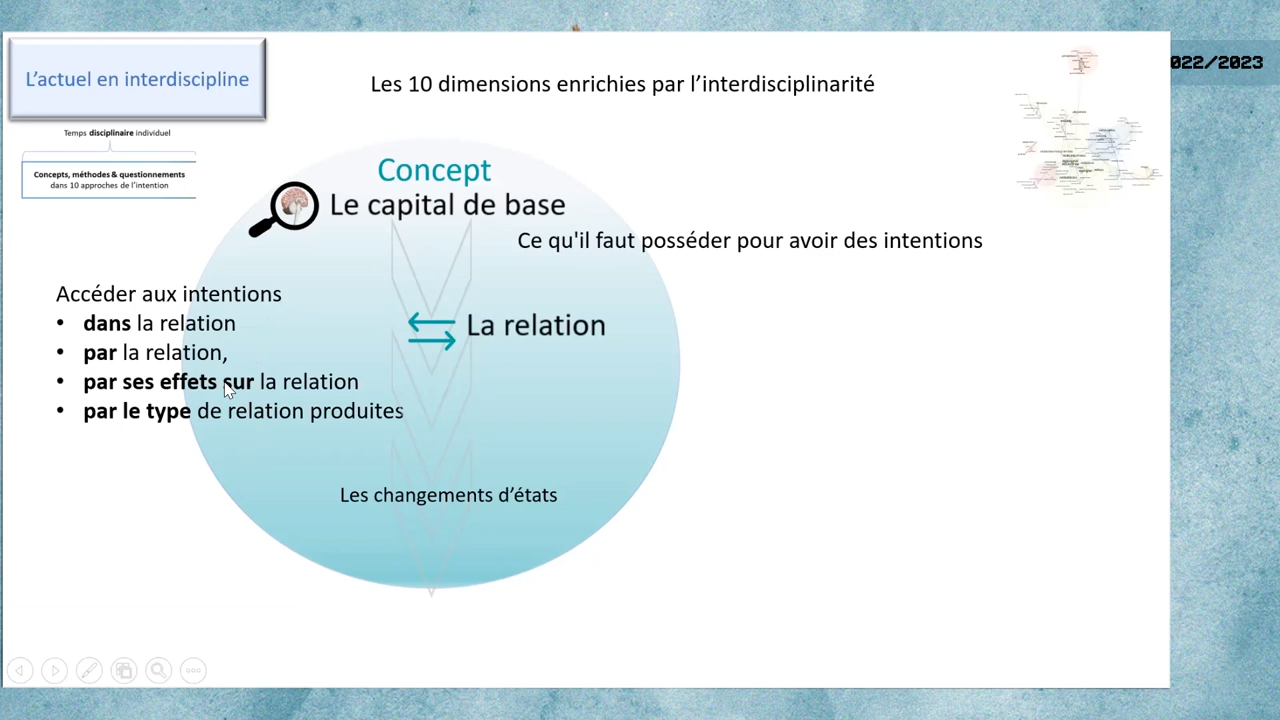 022/2023
L'actuel en interdiscipline
Les 10 dimensions enrichies par l'interdisciplinarité
Temps disciplinaire individuel
Concepts, méthodes & questionnements
dans 10 approches de l'intention
Concept
Le capital de base
Ce qu'il faut posséder pour avoir des intentions
Accéder aux intentions
• dans la relation
• par la relation,
• par ses effets sur la relation
• par le type de relation produites
La relation
Les changements d'états